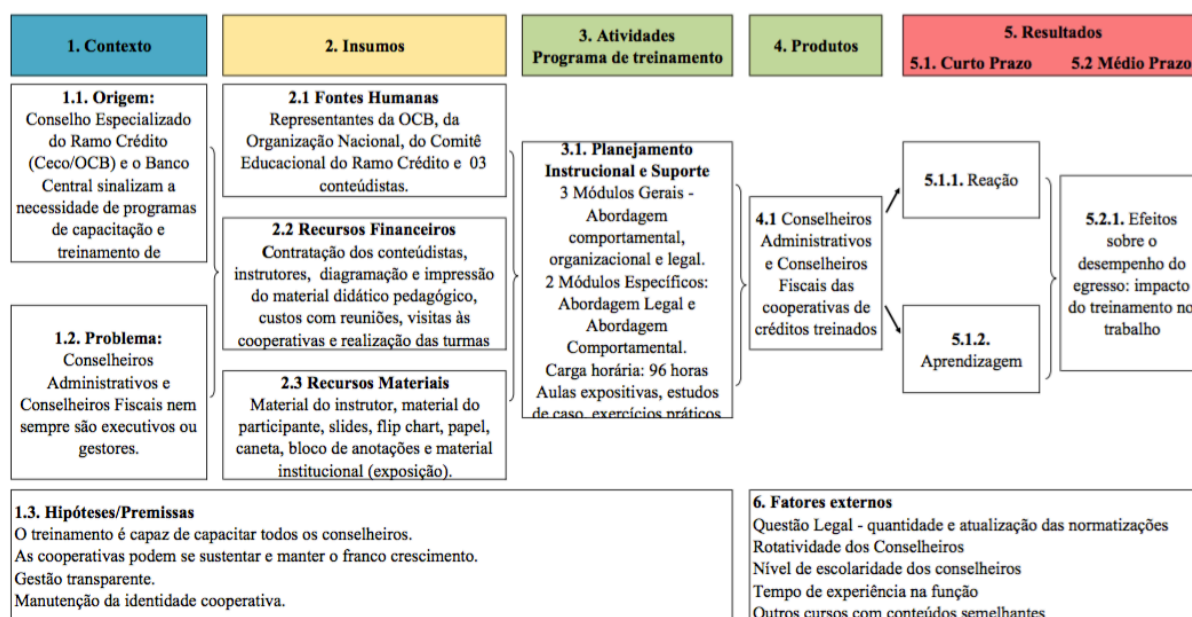 1. Contexto
2. Insumos
3. Atividades
Programa de treinamento
4. Produtos
5. Resultados
5.1. Curto Prazo 5.2 Médio Prazo
1.1. Origem:
Conselho Especializado
do Ramo Crédito
(Ceco/OCB) e o Banco
Central sinalizam a
necessidade de programas
de capacitação e
treinamento de
1.2. Problema:
Conselheiros
Administrativos e
Conselheiros Fiscais nem
sempre são executivos ou
gestores.
2.1 Fontes Humanas
Representantes da OCB, da
Organização Nacional, do Comitê
Educacional do Ramo Crédito e 03
conteúdistas.
2.2 Recursos Financeiros
Contratação dos conteúdistas,
instrutores, diagramação e impressão
do material didático pedagógico,
custos com reuniões, visitas às
cooperativas e realização das turmas
2.3 Recursos Materiais
Material do instrutor, material do
participante, slides, flip chart, papel,
caneta, bloco de anotações e material
institucional (exposição).
3.1. Planejamento
Instrucional e Suporte
3 Módulos Gerais -
Abordagem
comportamental,
organizacional e legal.
2 Módulos Específicos:
Abordagem Legal e
Abordagem
Comportamental.
Carga horária: 96 horas
Aulas expositivas, estudos
de caso, exercícios práticos
4.1 Conselheiros
Administrativos
e Conselheiros
Fiscais das
cooperativas de
créditos treinados
5.1.1. Reação
5.1.2.
Aprendizagem
5.2.1. Efeitos
sobre o
desempenho do
egresso: impacto
do treinamento no
trabalho
1.3. Hipóteses/Premissas
O treinamento é capaz de capacitar todos os conselheiros.
As cooperativas podem se sustentar e manter o franco crescimento.
Gestão transparente.
Manutenção da identidade cooperativa.
6. Fatores externos
Questão Legal - quantidade e atualização das normatizações
Rotatividade dos Conselheiros
Nível de escolaridade dos conselheiros
Tempo de experiência na função
Outros cursos com conteúdos semelhantes